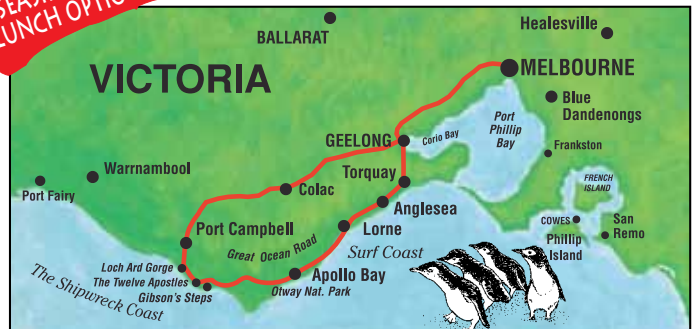 LUNCH OPTIO
Healesville
BALLARAT
VICTORIA
MELBOURNE
Blue
Dandenongs
Port
Phillip
Bay
GEELONG
Corio Bay
Frankston
Warrnambool
Torquay
FRENCH
ISLAND
Port Fairy
Colac
Anglesea
COWES
San
Remo
Port Campbell
Lorne
Great Ocean Road
Surf Coast
Phillip
Island
Loch Ard Gorge
The Twelve Apostles
Gibson's Steps
Apollo Bay
Otway Nat. Park
The Shipwreck Coast